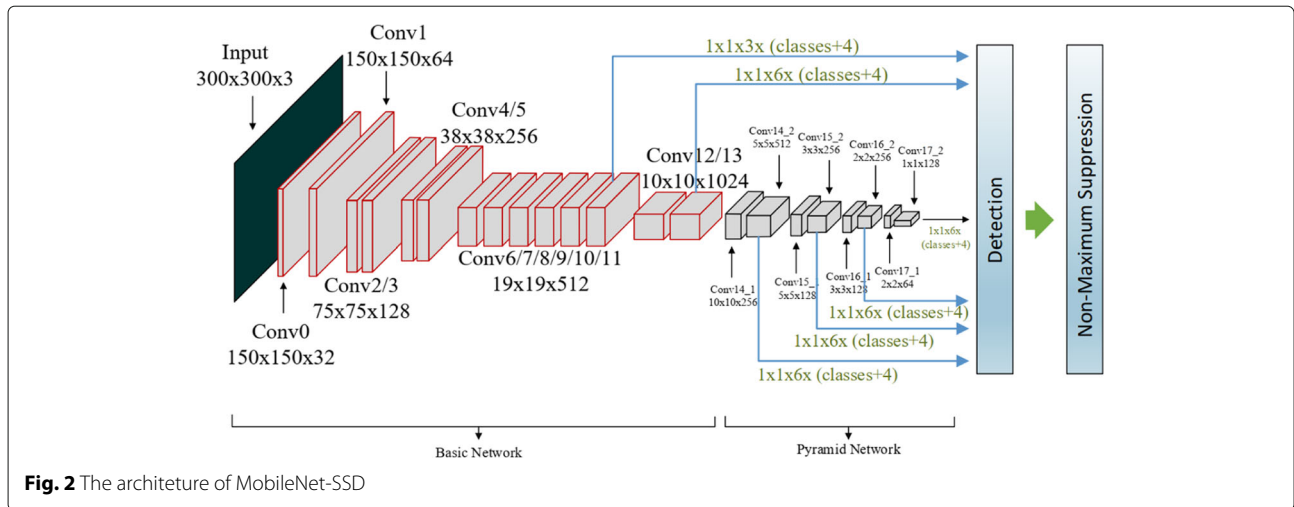 Input
300x300x3
Conv1
150x150x64
Conv4/5
38x38x256
Conv12/13
10x10x1024
1x1x3x (classes+4)
1x1x6x (classes+4)
Conv14_2
5x5x512
Conv15_2
3x3x256
Conv16_2
2x2x256
Conv17_2
1x1x128
1x1x6x
(classes+4)
Conv0
150x150x32
Conv2/3
75x75x128
Conv6/7/8/9/10/11
19x19x512
Conv14_1
10x10x256
Conv15_1
5x5x128
Conv16_1
3x3x128
Conv17_1
2x2x64
1x1x6x (classes+4)
1x1x6x (classes+4)
1x1x6x (classes+4)
Detection
Non-Maximum Suppression
Basic Network
Pyramid Network
Fig. 2 The architeture of MobileNet-SSD